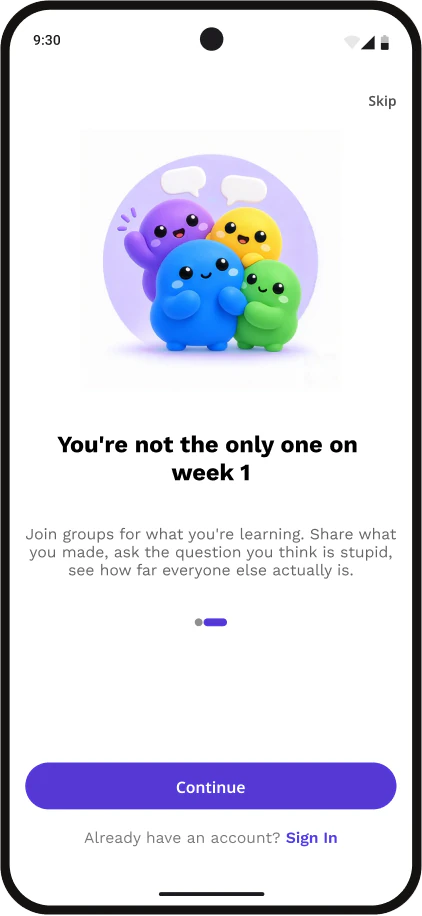 9:30
Skip
You're not the only one on
week 1
Join groups for what you're learning. Share what
you made, ask the question you think is stupid,
see how far everyone else actually is.
Continue
Already have an account? Sign In